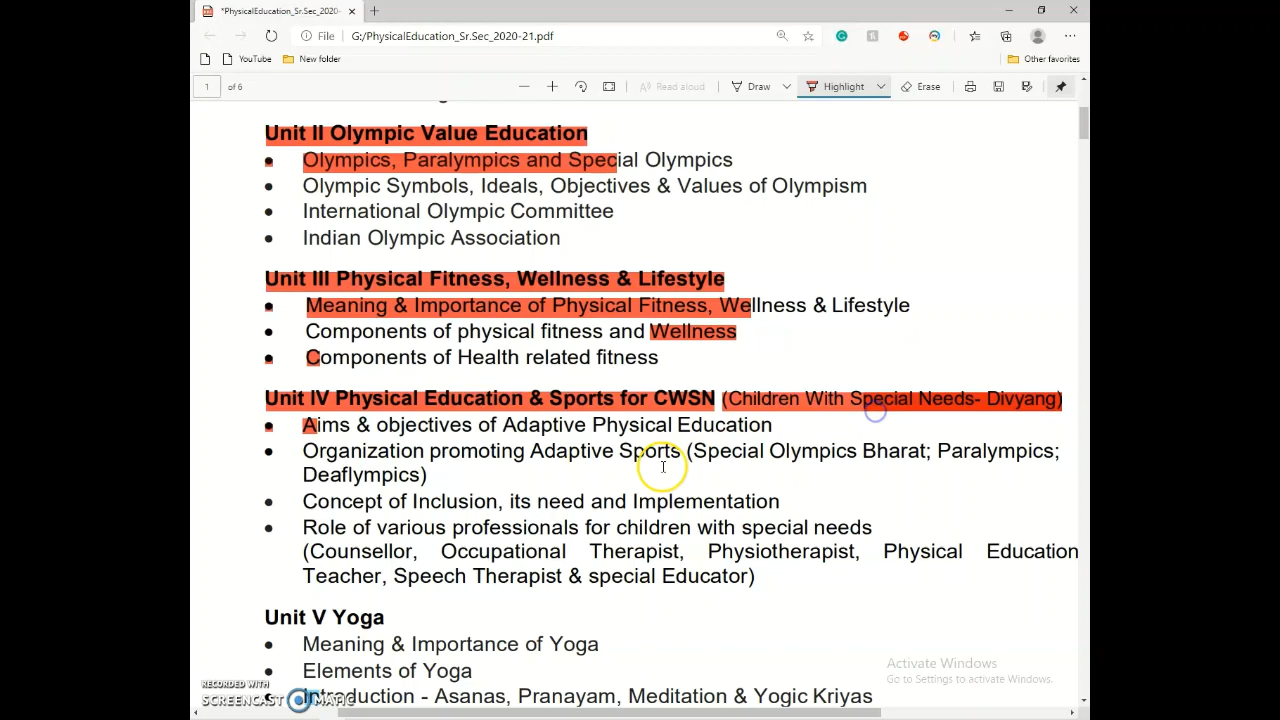 *PhysicalEducation_Sr.Sec_2020-
File G:/PhysicalEducation_Sr.Sec_2020-21.pdf
YouTube New folder Other favorites
1 of 6 Read aloud Draw Highlight Erase
Unit II Olympic Value Education
• Olympics, Paralympics and Special Olympics
• Olympic Symbols, Ideals, Objectives & Values of Olympism
• International Olympic Committee
• Indian Olympic Association
Unit III Physical Fitness, Wellness & Lifestyle
• Meaning & Importance of Physical Fitness, Wellness & Lifestyle
• Components of physical fitness and Wellness
• Components of Health related fitness
Unit IV Physical Education & Sports for CWSN (Children With Special Needs- Divyang)
• Aims & objectives of Adaptive Physical Education
• Organization promoting Adaptive Sports (Special Olympics Bharat; Paralympics;
Deaflympics)
• Concept of Inclusion, its need and Implementation
• Role of various professionals for children with special needs
(Counsellor, Occupational Therapist, Physiotherapist, Physical Education
Teacher, Speech Therapist & special Educator)
Unit V Yoga
• Meaning & Importance of Yoga
• Elements of Yoga
• Introduction - Asanas, Pranayam, Meditation & Yogic Kriyas
Activate Windows
Go to Settings to activate Windows.
RECORDED WITH
SCREENCAST MATIC